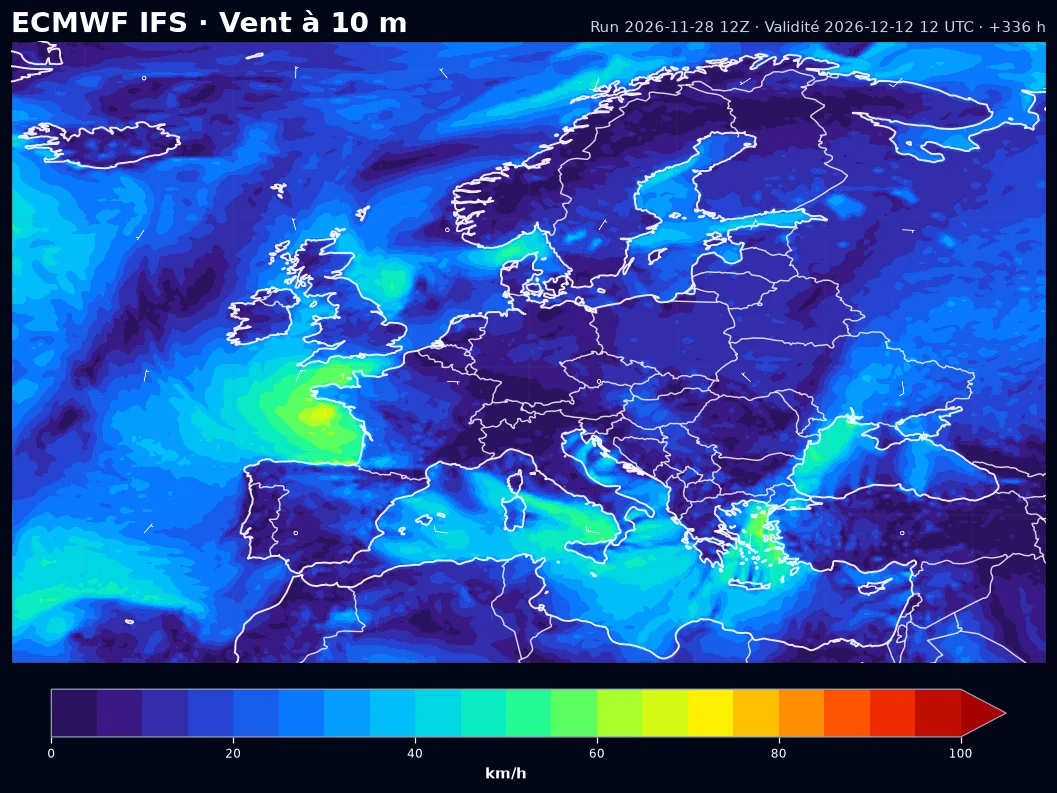 ECMWF IFS · Vent à 10 m
Run 2026-11-28 12Z · Validité 2026-12-12 12 UTC · +336 h
0 20 40 60 80 100
km/h